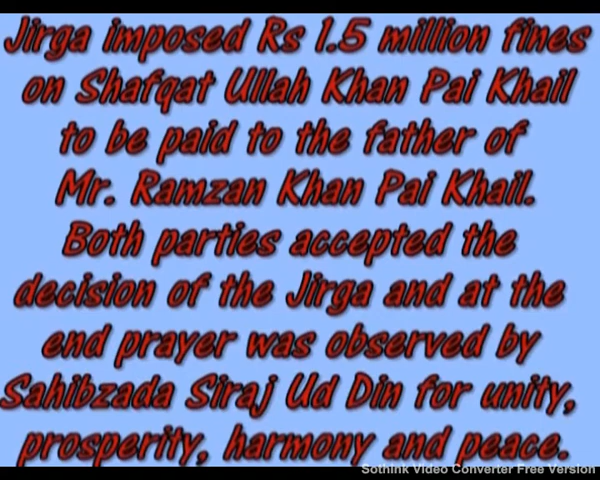 Jirga imposed Rs 1.5 million fines
on Shafqat Ullah Khan Pai Khail
to be paid to the father of
Mr. Ramzan Khan Pai Khail.
Both parties accepted the
decision of the Jirga and at the
end prayer was observed by
Sahibzada Siraj Ud Din for unity,
prosperity, harmony and peace.
Sothink Video Converter Free Version